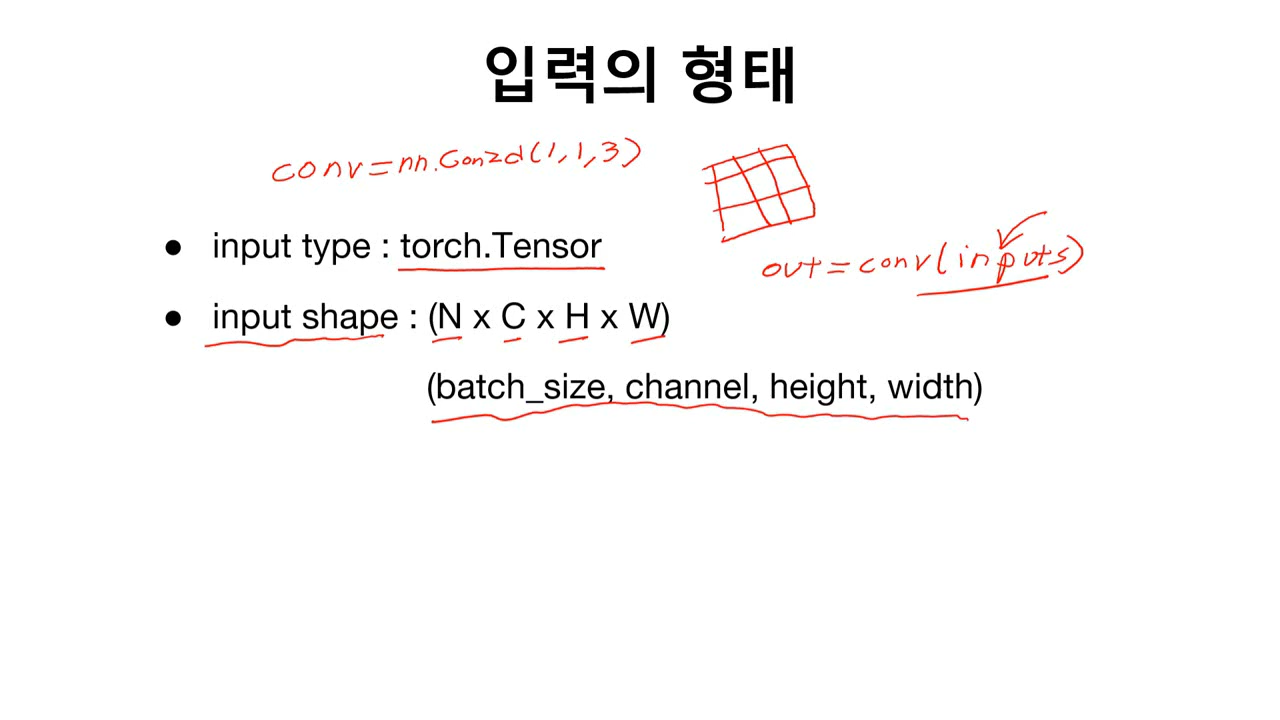 입력의 형태
conv=nn.Con2d(1,1,3)
● input type : torch.Tensor
out=conv(inputs)
● input shape : (N x C x H x W)
(batch_size, channel, height, width)